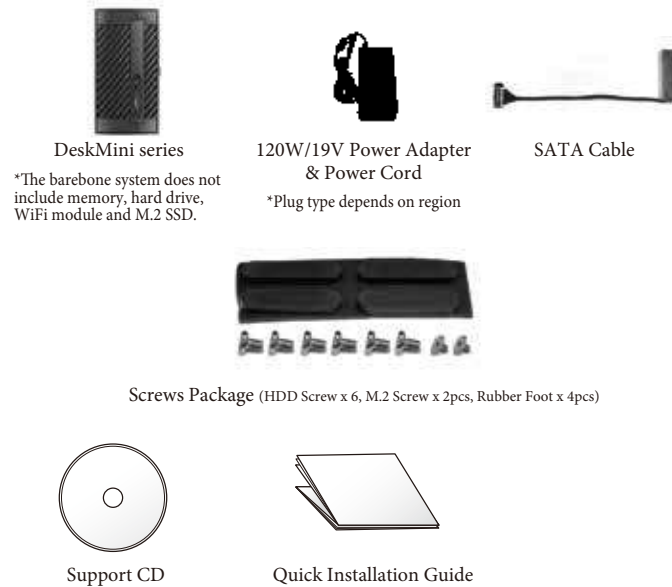 DeskMini series
*The barebone system does not
include memory, hard drive,
WiFi module and M.2 SSD.
120W/19V Power Adapter
& Power Cord
*Plug type depends on region
SATA Cable
Screws Package (HDD Screw x 6, M.2 Screw x 2pcs, Rubber Foot x 4pcs)
Support CD
Quick Installation Guide